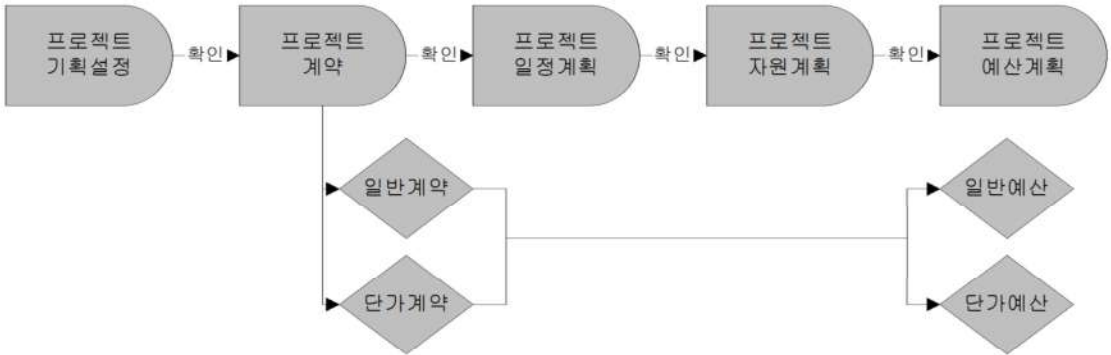 프로젝트
기획설정
확인
프로젝트
계약
확인
프로젝트
일정계획
확인
프로젝트
자원계획
확인
프로젝트
예산계획
일반계약
일반예산
단가계약
단가예산